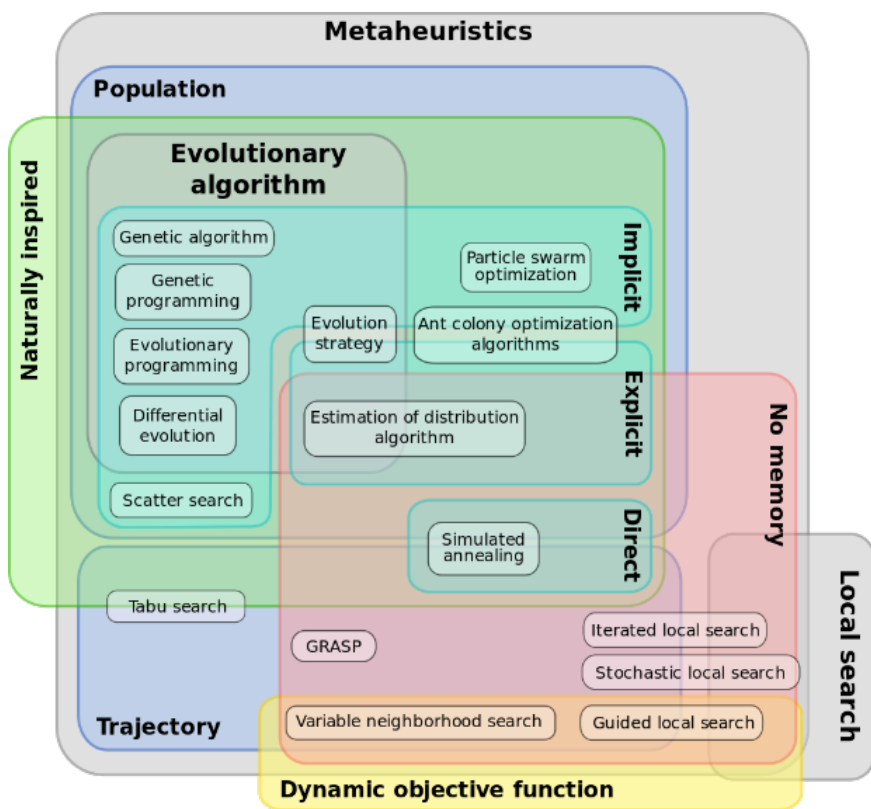 Metaheuristics
Population
Naturally inspired
Evolutionary
algorithm
Genetic algorithm
Implicit
Particle swarm
optimization
Genetic
programming
Evolution
strategy
Ant colony optimization
algorithms
Evolutionary
programming
Explicit
No memory
Differential
evolution
Estimation of distribution
algorithm
Scatter search
Direct
Simulated
annealing
Local search
Tabu search
Iterated local search
GRASP
Stochastic local search
Trajectory
Variable neighborhood search
Guided local search
Dynamic objective function